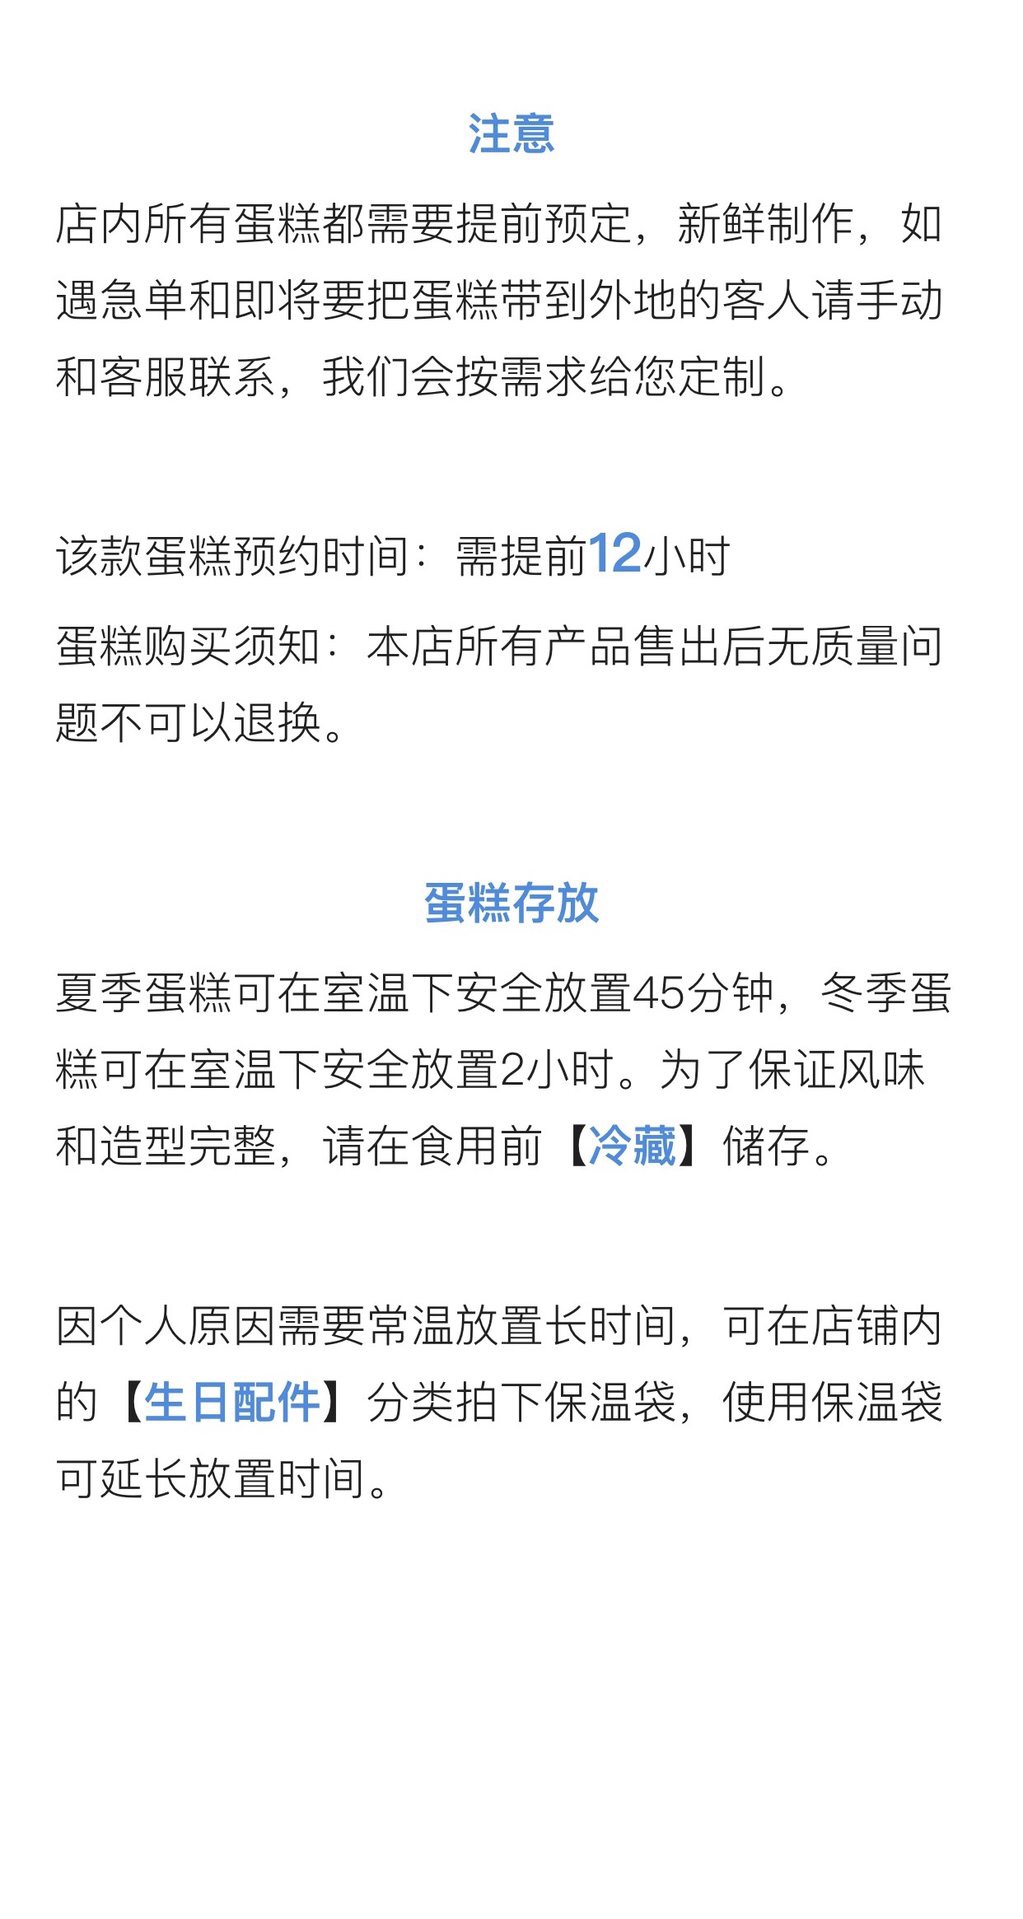 注意
店内所有蛋糕都需要提前预定，新鲜制作，如
遇急单和即将要把蛋糕带到外地的客人请手动
和客服联系，我们会按需求给您定制。
该款蛋糕预约时间：需提前12小时
蛋糕购买须知：本店所有产品售出后无质量问
题不可以退换。
蛋糕存放
夏季蛋糕可在室温下安全放置45分钟，冬季蛋
糕可在室温下安全放置2小时。为了保证风味
和造型完整，请在食用前【冷藏】储存。
因个人原因需要常温放置长时间，可在店铺内
的【生日配件】分类拍下保温袋，使用保温袋
可延长放置时间。